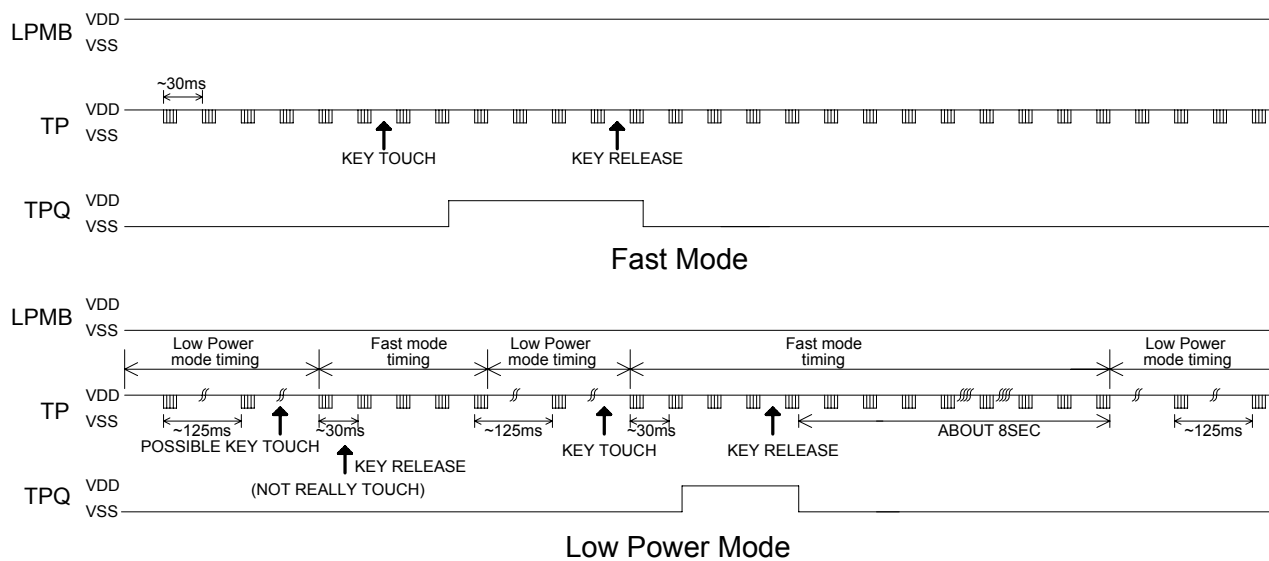 LPMB
VDD
VSS
~30ms
TP
VDD
VSS
KEY TOUCH
KEY RELEASE
TPQ
VDD
VSS
Fast Mode
LPMB
VDD
VSS
Low Power
mode timing
Fast mode
timing
Low Power
mode timing
Fast mode
timing
Low Power
mode timing
TP
VDD
VSS
~125ms
~30ms
~125ms
~30ms
ABOUT 8SEC
~125ms
POSSIBLE KEY TOUCH
KEY RELEASE
(NOT REALLY TOUCH)
KEY TOUCH
KEY RELEASE
TPQ
VDD
VSS
Low Power Mode